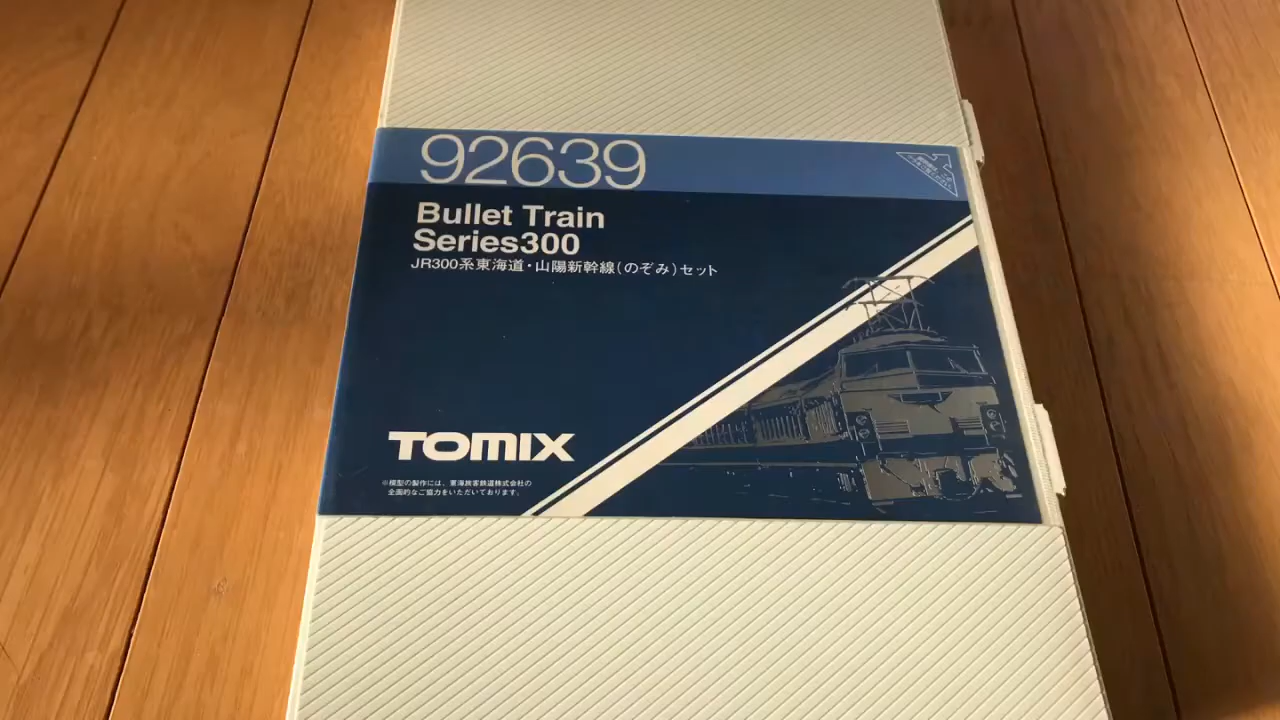 92639
Bullet Train
Series300
JR300系東海道・山陽新幹線(のぞみ)セット
TOMIX
※模型の製作には、東海旅客鉄道株式会社の
全面的なご協力をいただいております。